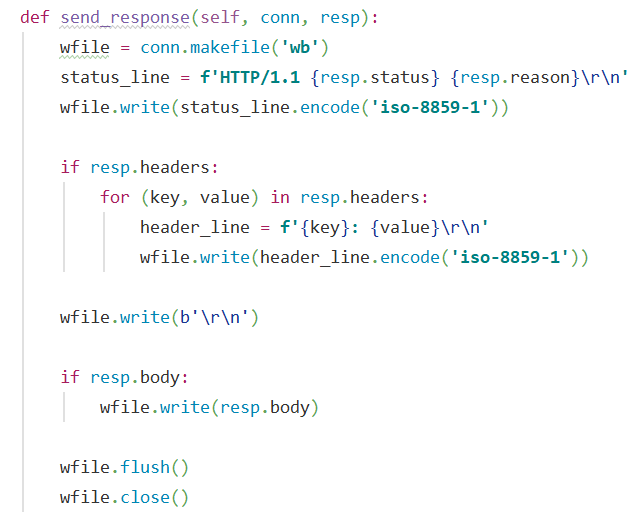 def send_response(self, conn, resp):
    wfile = conn.makefile('wb')
    status_line = f'HTTP/1.1 {resp.status} {resp.reason}\r\n'
    wfile.write(status_line.encode('iso-8859-1'))

    if resp.headers:
        for (key, value) in resp.headers:
            header_line = f'{key}: {value}\r\n'
            wfile.write(header_line.encode('iso-8859-1'))

    wfile.write(b'\r\n')

    if resp.body:
        wfile.write(resp.body)

    wfile.flush()
    wfile.close()